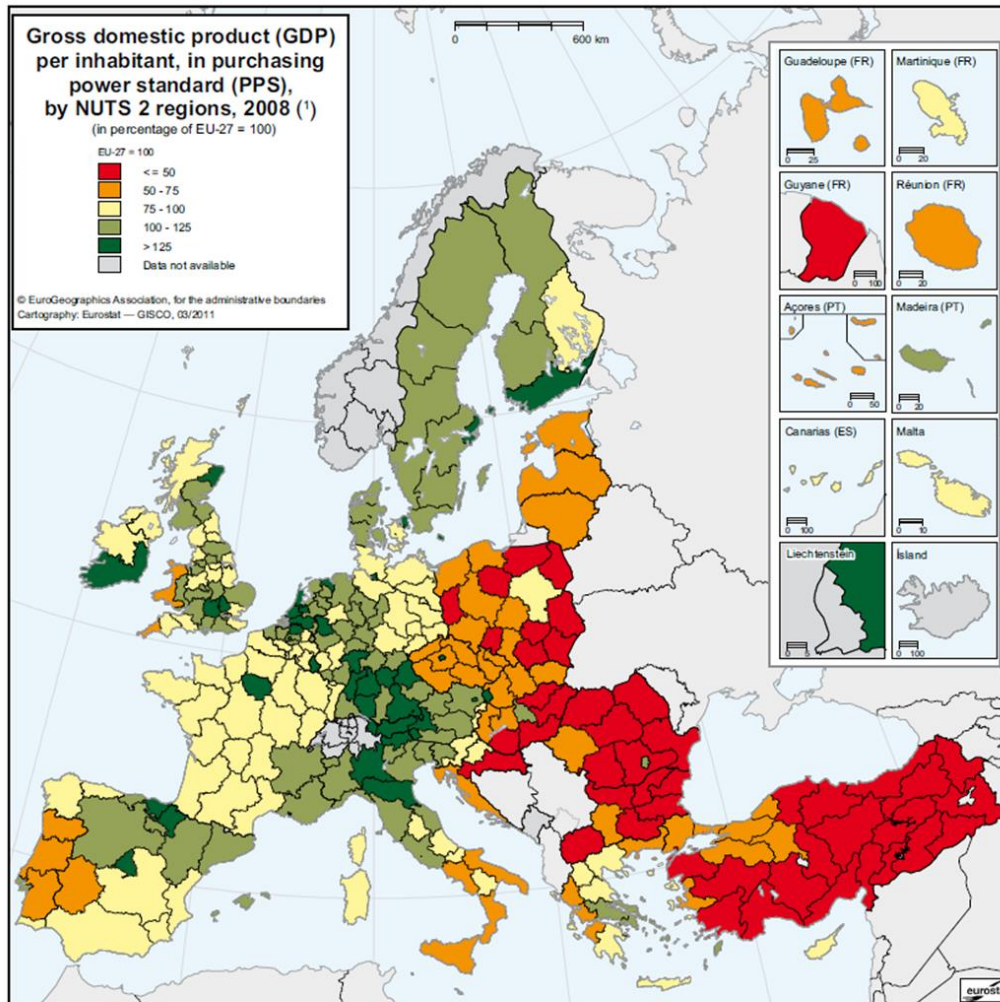 Gross domestic product (GDP)
per inhabitant, in purchasing
power standard (PPS),
by NUTS 2 regions, 2008 (¹)
(in percentage of EU-27 = 100)
EU-27 = 100
<= 50
50 - 75
75 - 100
100 - 125
>125
Data not available
© EuroGeographics Association, for the administrative boundaries
Cartography: Eurostat — GISCO, 03/2011
0 600 km
Guadeloupe (FR)
0 25
Martinique (FR)
0 20
Guyane (FR)
0 100
Réunion (FR)
0 20
Açores (PT)
0 50
Madeira (PT)
0 20
Canarias (ES)
0 100
Malta
0 10
Liechtenstein
0 5
Ísland
0 100
eurost